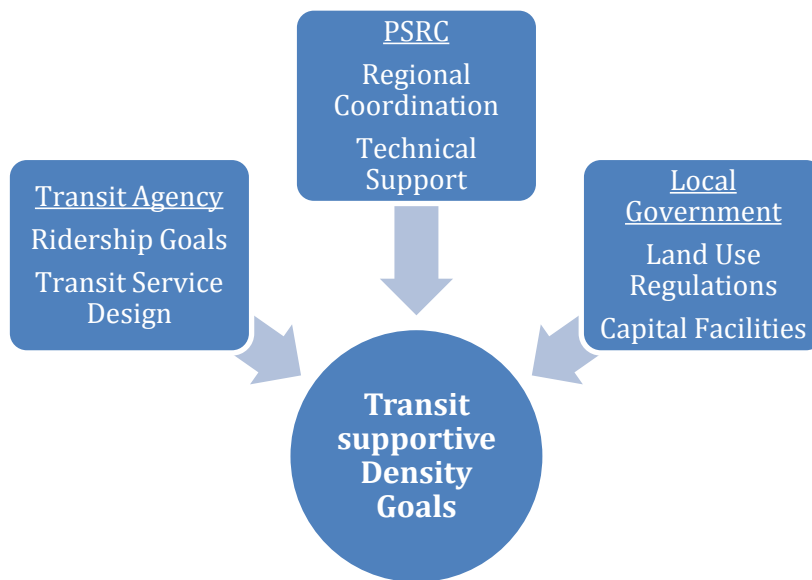 PSRC
Regional
Coordination
Technical
Support
Transit Agency
Ridership Goals
Transit Service
Design
Local
Government
Land Use
Regulations
Capital Facilities
Transit
supportive
Density
Goals